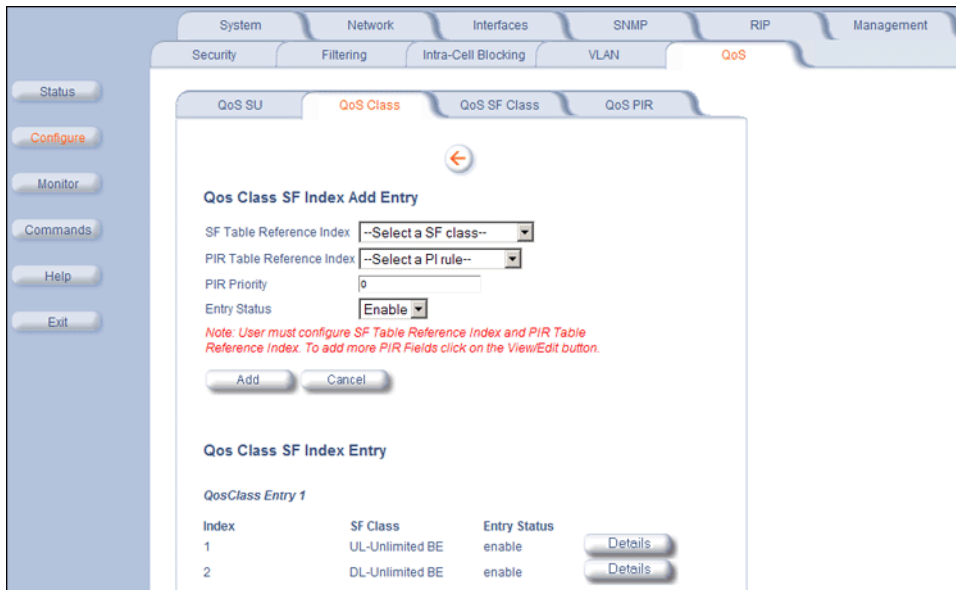 System Network Interfaces SNMP RIP Management
Security Filtering Intra-Cell Blocking VLAN QoS
Status
Configure
Monitor
Commands
Help
Exit
QoS SU QoS Class QoS SF Class QoS PIR
Qos Class SF Index Add Entry
SF Table Reference Index --Select a SF class--
PIR Table Reference Index --Select a PI rule--
PIR Priority 0
Entry Status Enable
Note: User must configure SF Table Reference Index and PIR Table
Reference Index. To add more PIR Fields click on the View/Edit button.
Add Cancel
Qos Class SF Index Entry
QosClass Entry 1
Index SF Class Entry Status
1 UL-Unlimited BE enable Details
2 DL-Unlimited BE enable Details